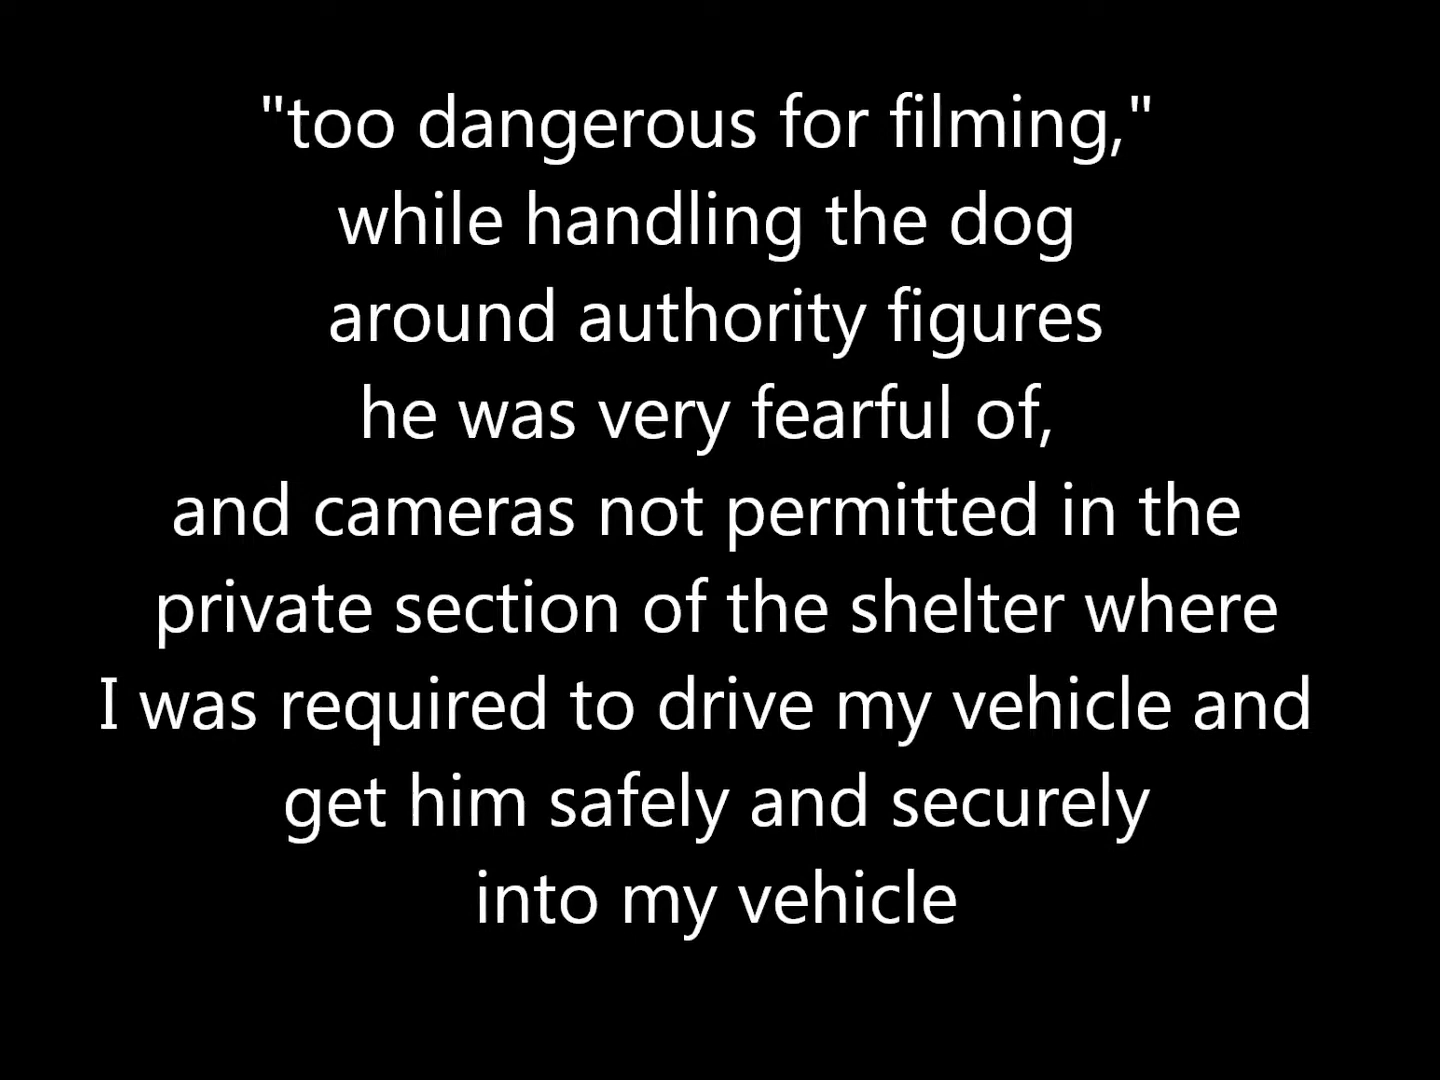 "too dangerous for filming,"
while handling the dog
around authority figures
he was very fearful of,
and cameras not permitted in the
private section of the shelter where
I was required to drive my vehicle and
get him safely and securely
into my vehicle